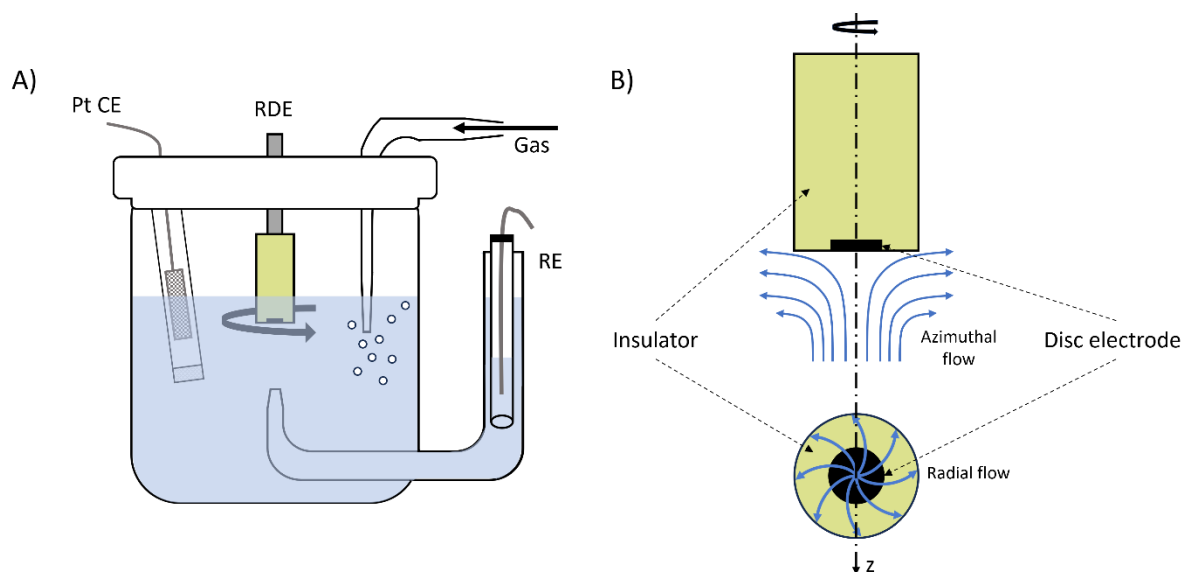 A)
Pt CE
RDE
Gas
RE
B)
Insulator
Azimuthal
flow
Disc electrode
Radial flow
z